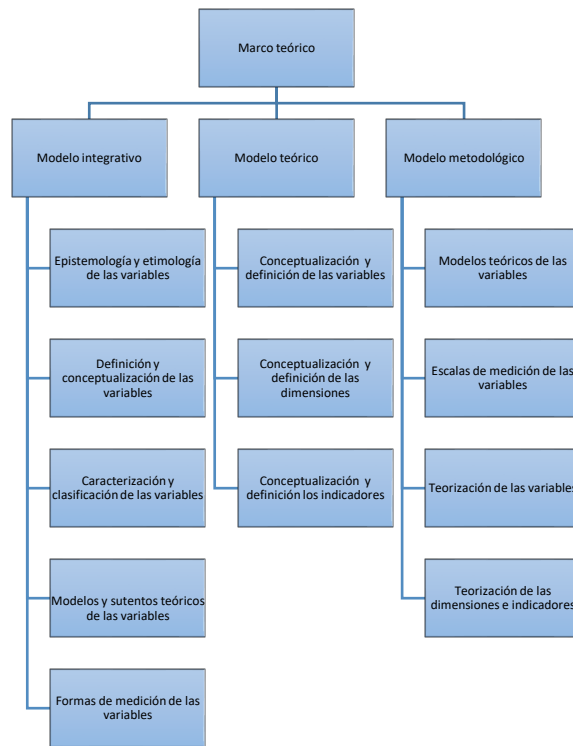 Marco teórico
Modelo integrativo
Modelo teórico
Modelo metodológico
Epistemología y etimología
de las variables
Definición y
conceptualización de las
variables
Caracterización y
clasificación de las variables
Modelos y sutentos teóricos
de las variables
Formas de medición de las
variables
Conceptualización y
definición de las variables
Conceptualización y
definición de las
dimensiones
Conceptualización y
definición los indicadores
Modelos teóricos de las
variables
Escalas de medición de las
variables
Teorización de las variables
Teorización de las
dimensiones e indicadores